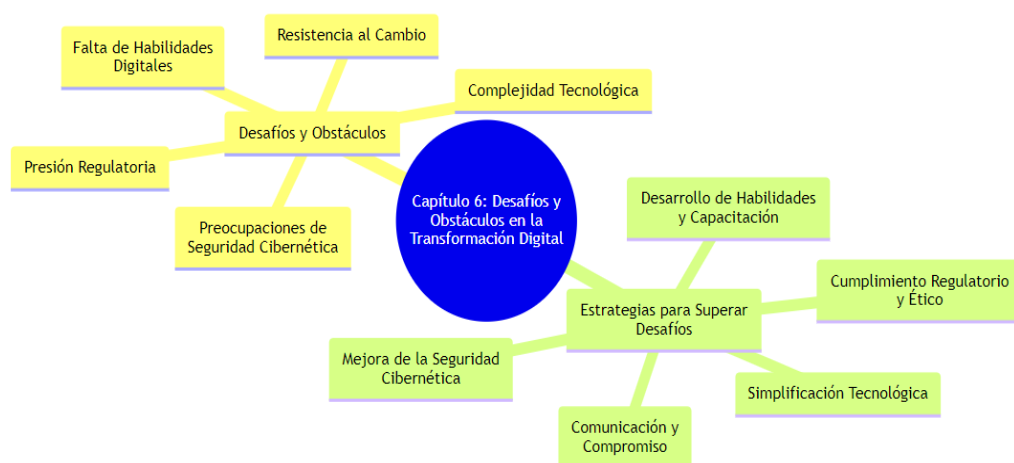 Resistencia al Cambio
Falta de Habilidades
Digitales
Complejidad Tecnológica
Desafíos y Obstáculos
Presión Regulatoria
Preocupaciones de
Seguridad Cibernética
Capítulo 6: Desafíos y
Obstáculos en la
Transformación Digital
Desarrollo de Habilidades
y Capacitación
Cumplimiento Regulatorio
y Ético
Estrategias para Superar
Desafíos
Mejora de la Seguridad
Cibernética
Simplificación Tecnológica
Comunicación y
Compromiso